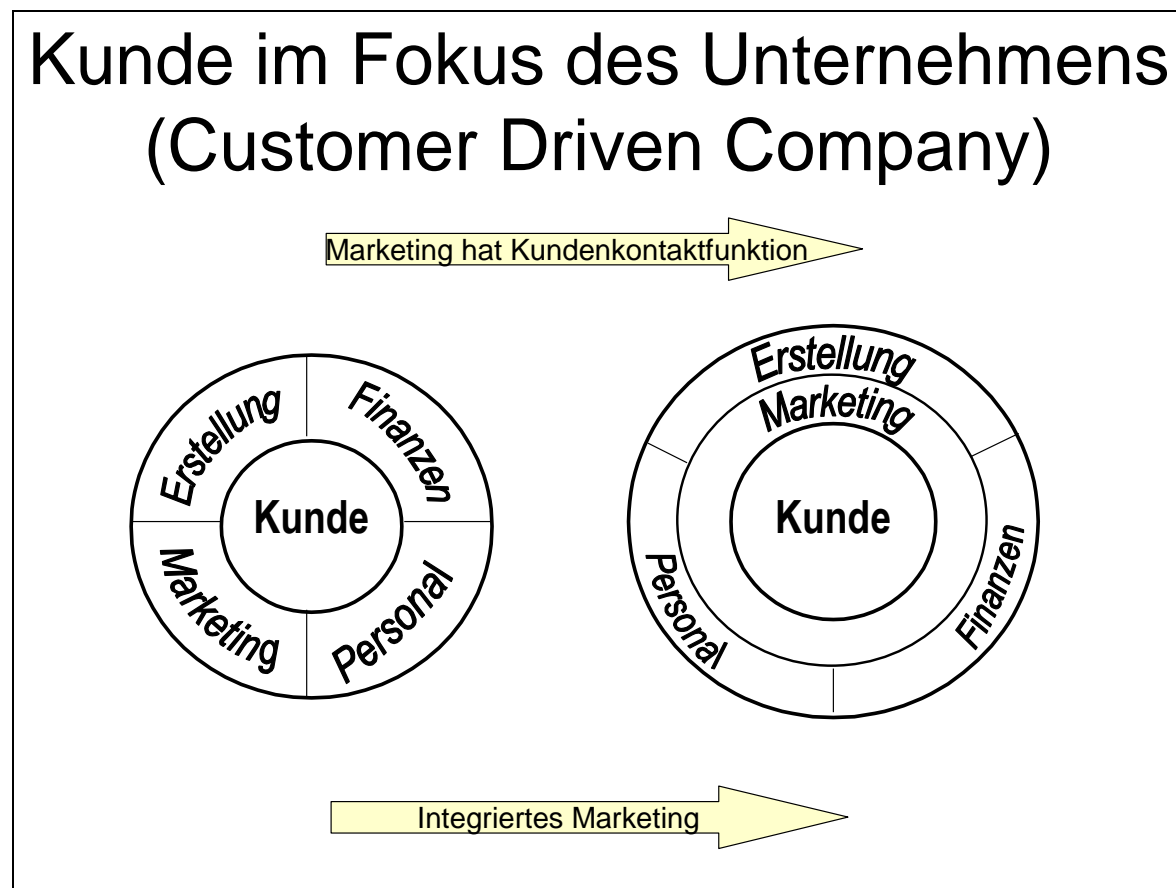 Kunde im Fokus des Unternehmens
(Customer Driven Company)
Marketing hat Kundenkontaktfunktion
Erstellung
Finanzen
Kunde
Marketing
Personal
Erstellung
Marketing
Kunde
Personal
Finanzen
Integriertes Marketing